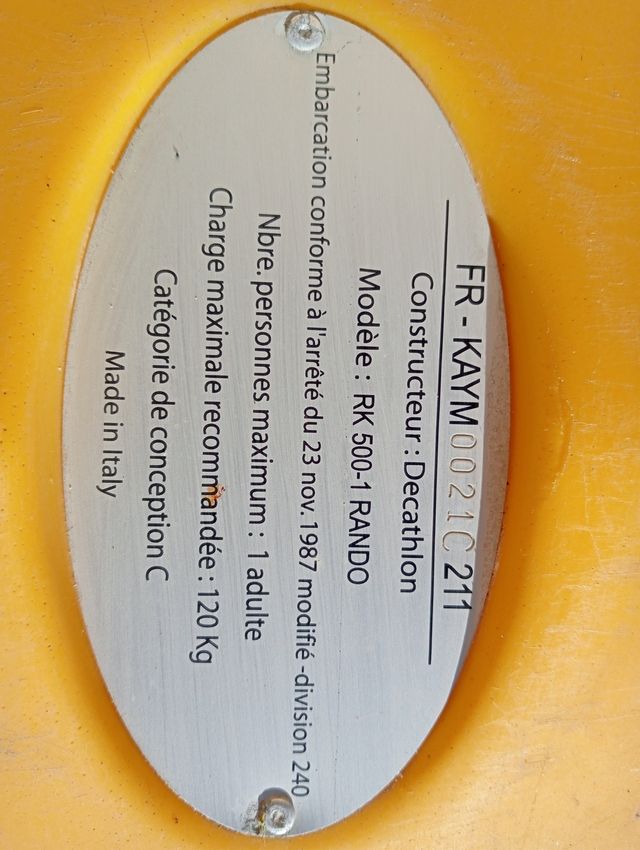 FR - KAYM0021C 211
Constructeur : Decathlon
Modèle : RK 500-1 RANDO
Embarcation conforme à l'arrêté du 23 nov. 1987 modifié -division 240
Nbre. personnes maximum : 1 adulte
Charge maximale recommandée : 120 Kg
Catégorie de conception C
Made in Italy